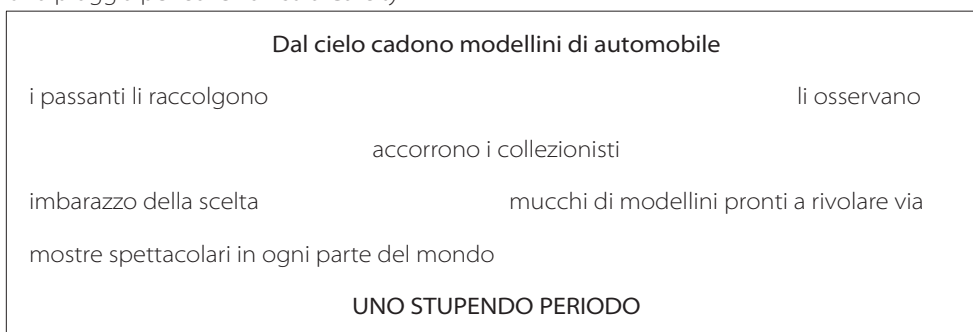 Dal cielo cadono modellini di automobile
i passanti li raccolgono li osservano
accorrono i collezionisti
imbarazzo della scelta mucchi di modellini pronti a rivolare via
mostre spettacolari in ogni parte del mondo
UNO STUPENDO PERIODO